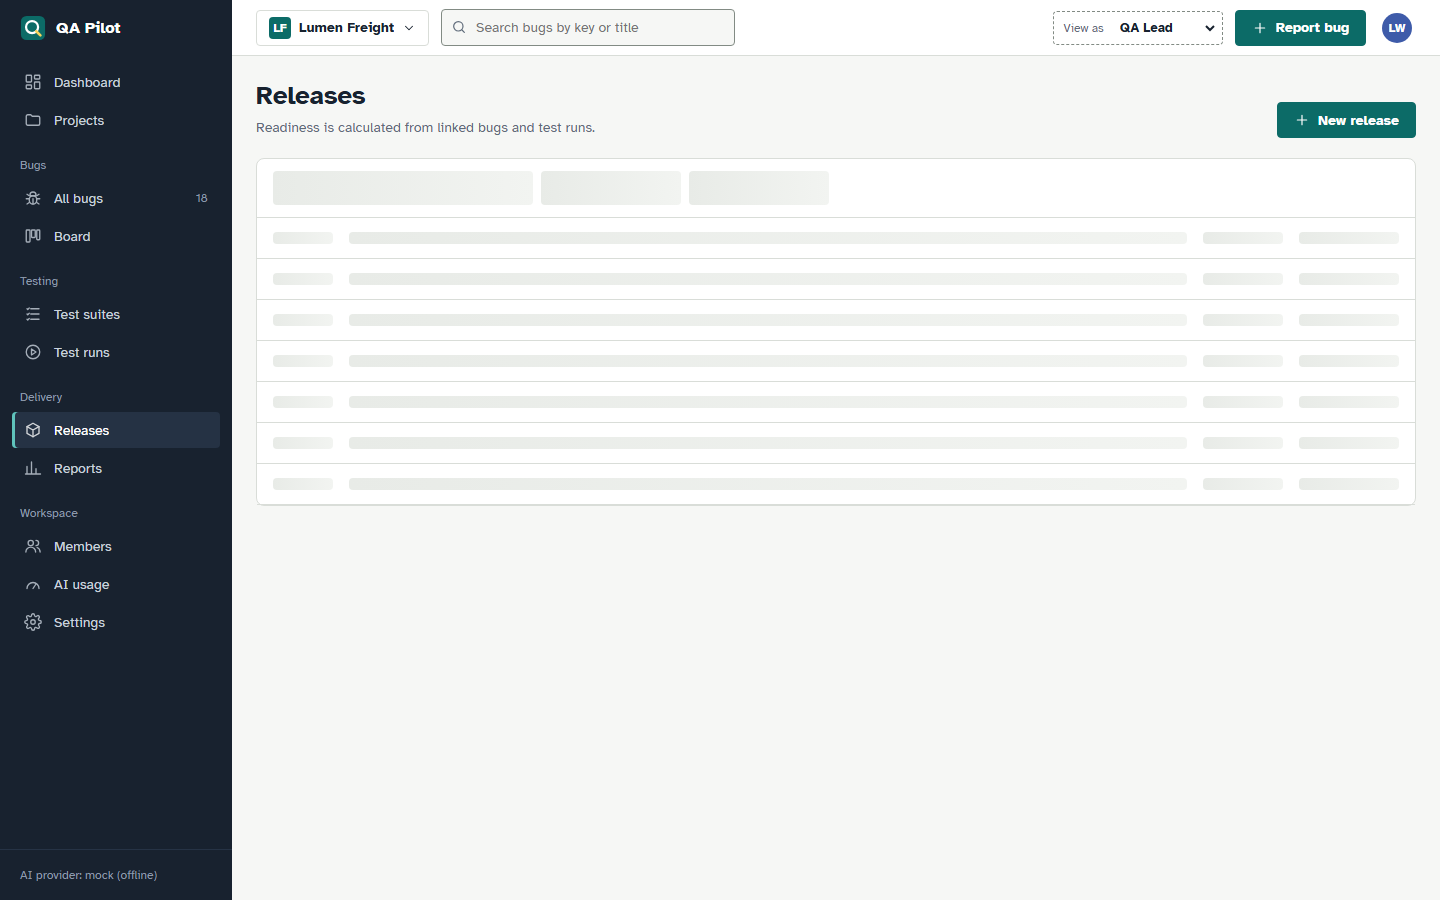 QA Pilot
Dashboard
Projects
Bugs
All bugs 18
Board
Testing
Test suites
Test runs
Delivery
Releases
Reports
Workspace
Members
AI usage
Settings
AI provider: mock (offline)
LF Lumen Freight
Search bugs by key or title
View as QA Lead
Report bug
LW
Releases
Readiness is calculated from linked bugs and test runs.
New release